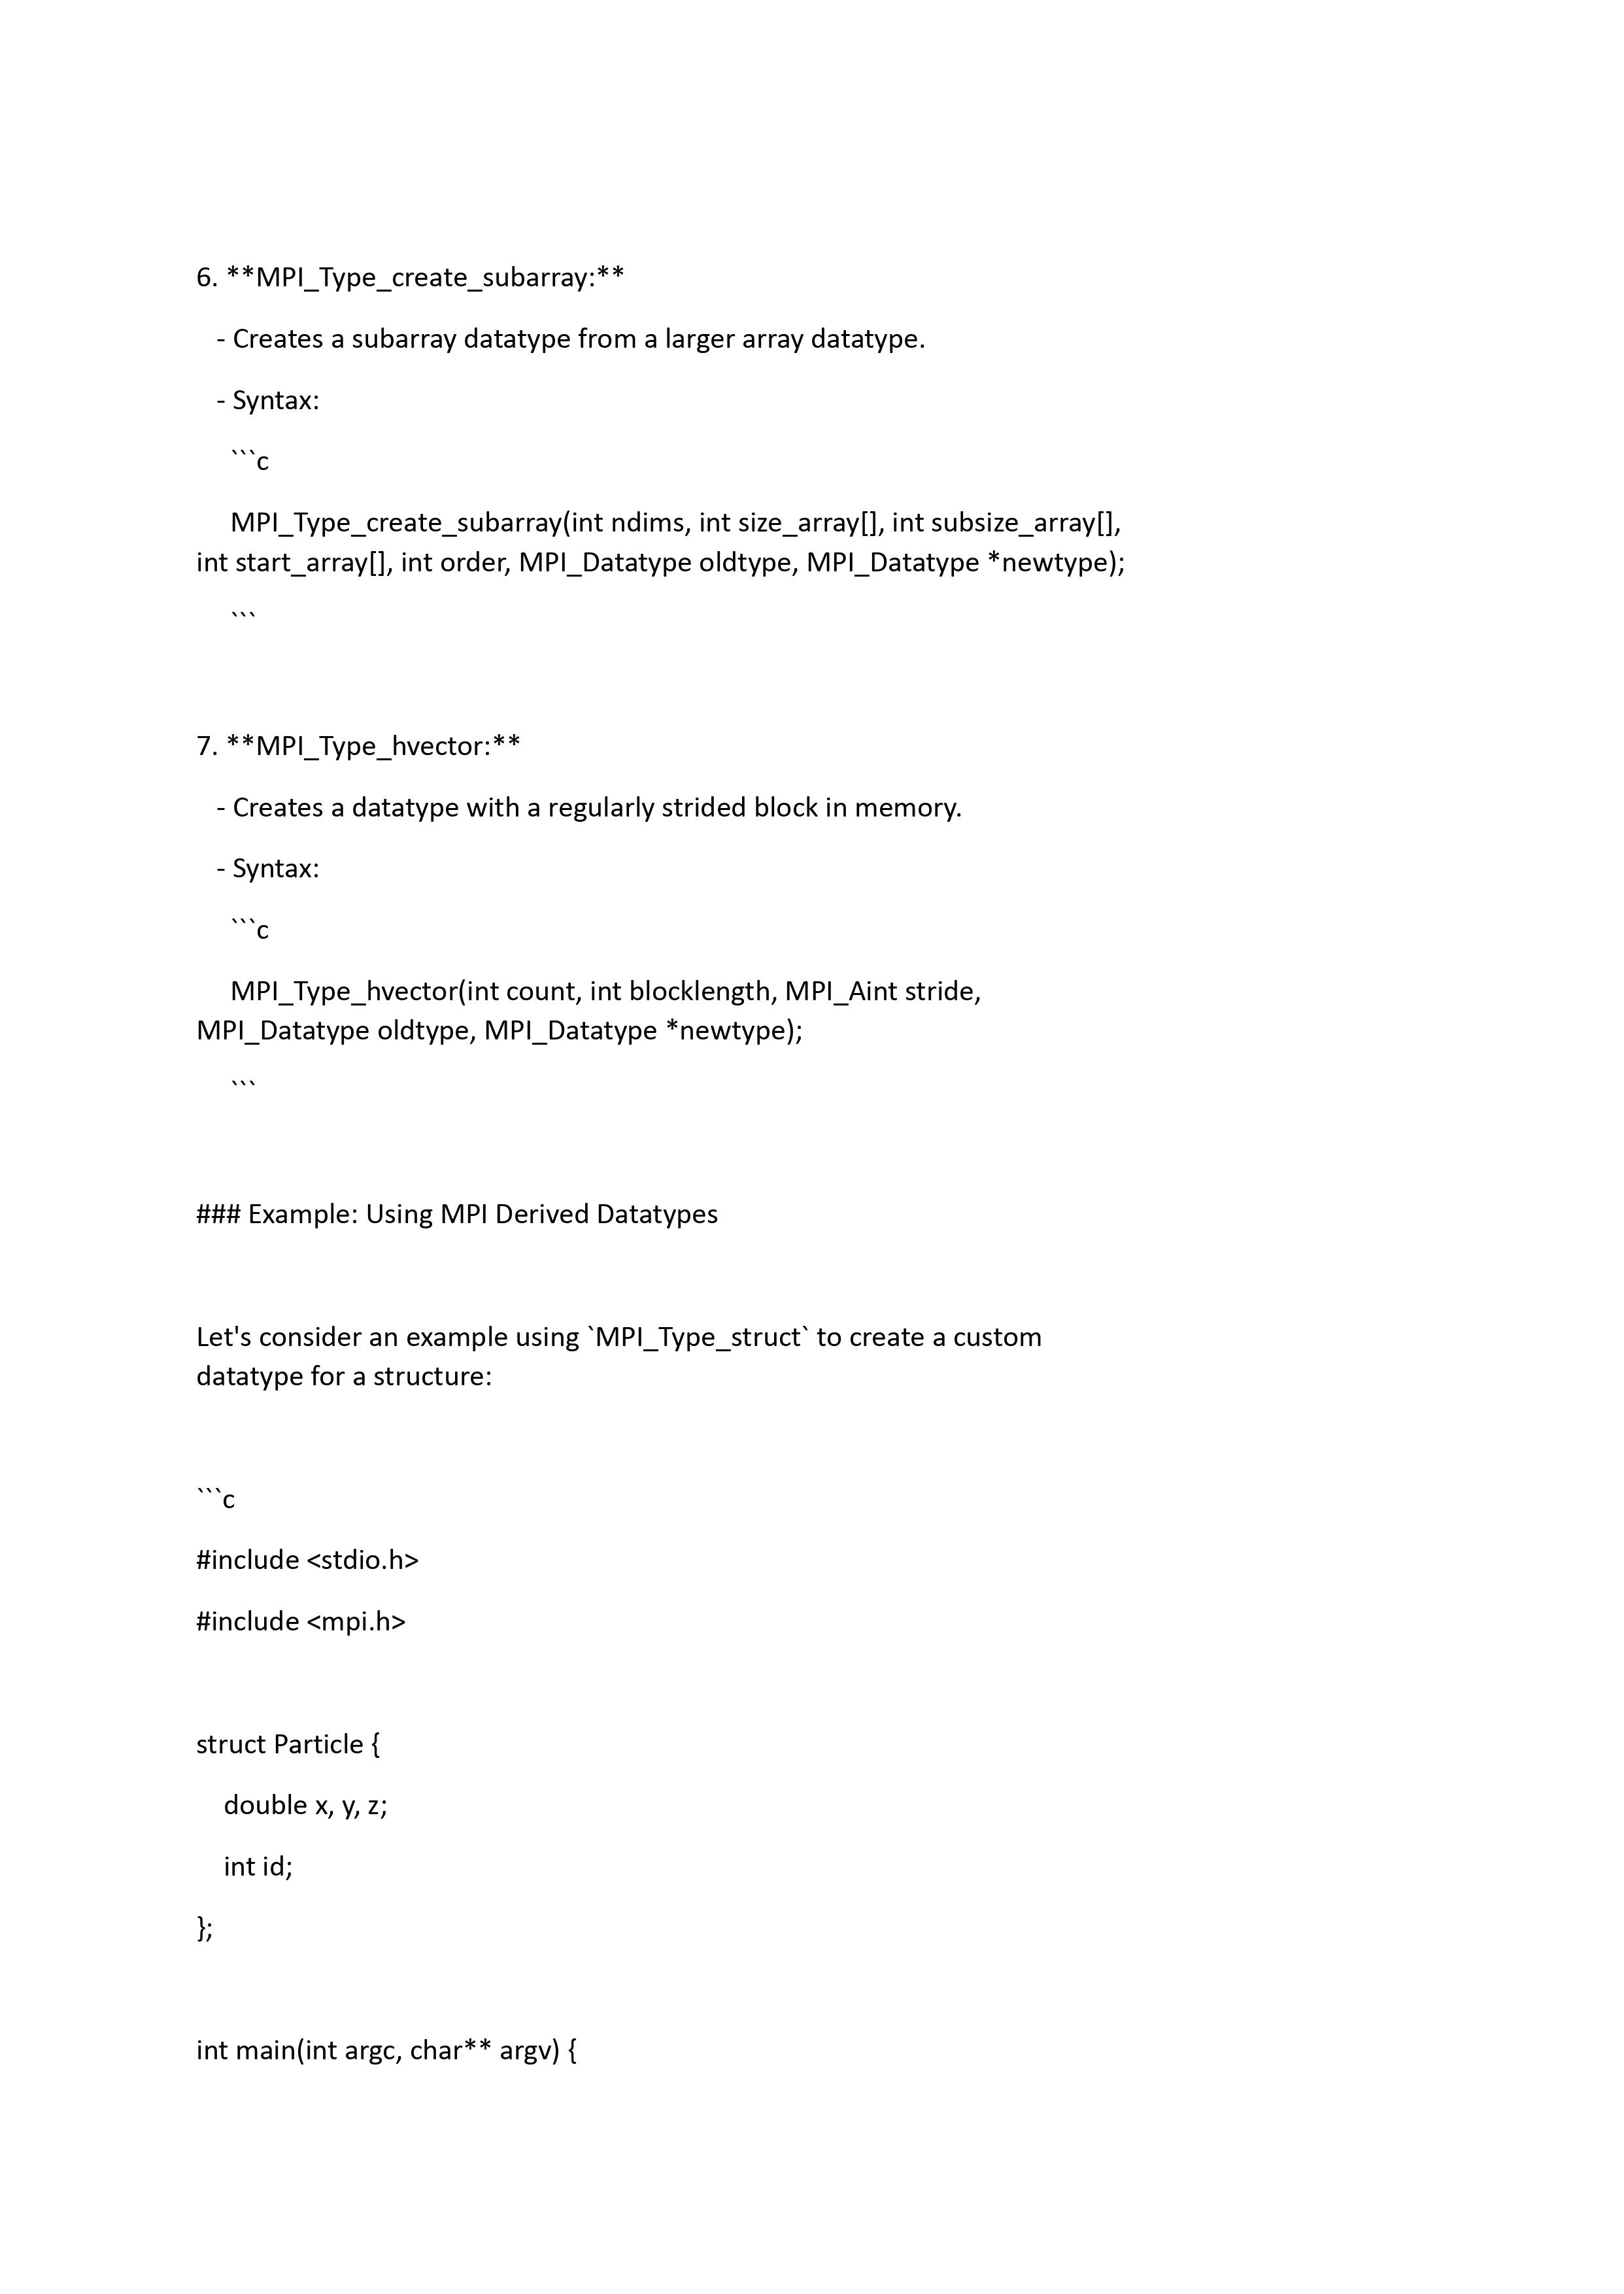 6. **MPI_Type_create_subarray:**
- Creates a subarray datatype from a larger array datatype.
- Syntax:
```c
MPI_Type_create_subarray(int ndims, int size_array[], int subsize_array[],
int start_array[], int order, MPI_Datatype oldtype, MPI_Datatype *newtype);
```
7. **MPI_Type_hvector:**
- Creates a datatype with a regularly strided block in memory.
- Syntax:
```c
MPI_Type_hvector(int count, int blocklength, MPI_Aint stride,
MPI_Datatype oldtype, MPI_Datatype *newtype);
```
### Example: Using MPI Derived Datatypes
Let's consider an example using `MPI_Type_struct` to create a custom
datatype for a structure:
```c
#include <stdio.h>
#include <mpi.h>
struct Particle {
double x, y, z;
int id;
};
int main(int argc, char** argv) {